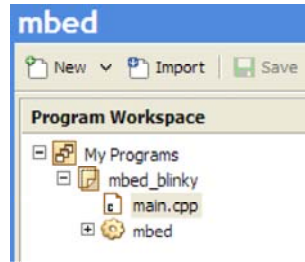 mbed
New Import Save
Program Workspace
My Programs
mbed_blinky
main.cpp
mbed